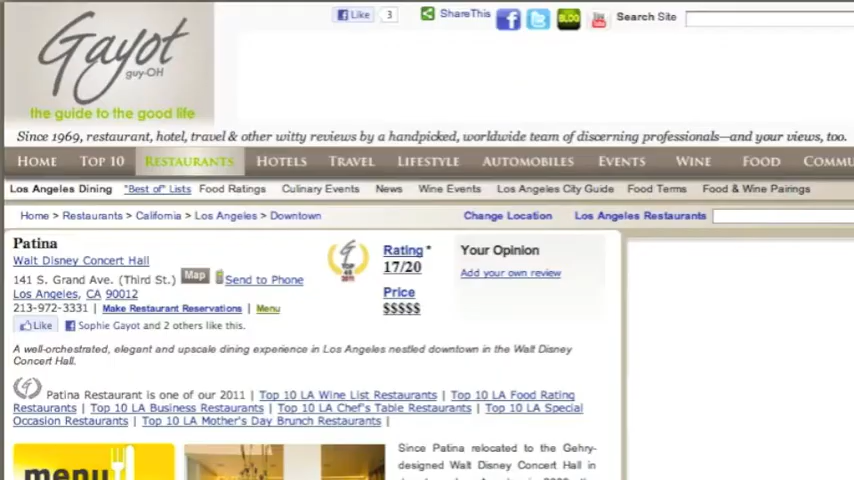 Like 3 ShareThis BLOG You Tube Search Site
Gayot
guy-OH
the guide to the good life
Since 1969, restaurant, hotel, travel & other witty reviews by a handpicked, worldwide team of discerning professionals—and your views, too.
HOME TOP 10 RESTAURANTS HOTELS TRAVEL LIFESTYLE AUTOMOBILES EVENTS WINE FOOD COMMU
Los Angeles Dining "Best of" Lists Food Ratings Culinary Events News Wine Events Los Angeles City Guide Food Terms Food & Wine Pairings
Home > Restaurants > California > Los Angeles > Downtown Change Location Los Angeles Restaurants
Patina
Walt Disney Concert Hall
141 S. Grand Ave. (Third St.) Map Send to Phone
Los Angeles, CA 90012
213-972-3331 | Make Restaurant Reservations | Menu
Like Sophie Gayot and 2 others like this.
G TOP 40 2011
Rating *
17/20
Price
$$$$$
Your Opinion
Add your own review
A well-orchestrated, elegant and upscale dining experience in Los Angeles nestled downtown in the Walt Disney
Concert Hall.
Patina Restaurant is one of our 2011 | Top 10 LA Wine List Restaurants | Top 10 LA Food Rating
Restaurants | Top 10 LA Business Restaurants | Top 10 LA Chef's Table Restaurants | Top 10 LA Special
Occasion Restaurants | Top 10 LA Mother's Day Brunch Restaurants |
menu
Since Patina relocated to the Gehry-
designed Walt Disney Concert Hall in